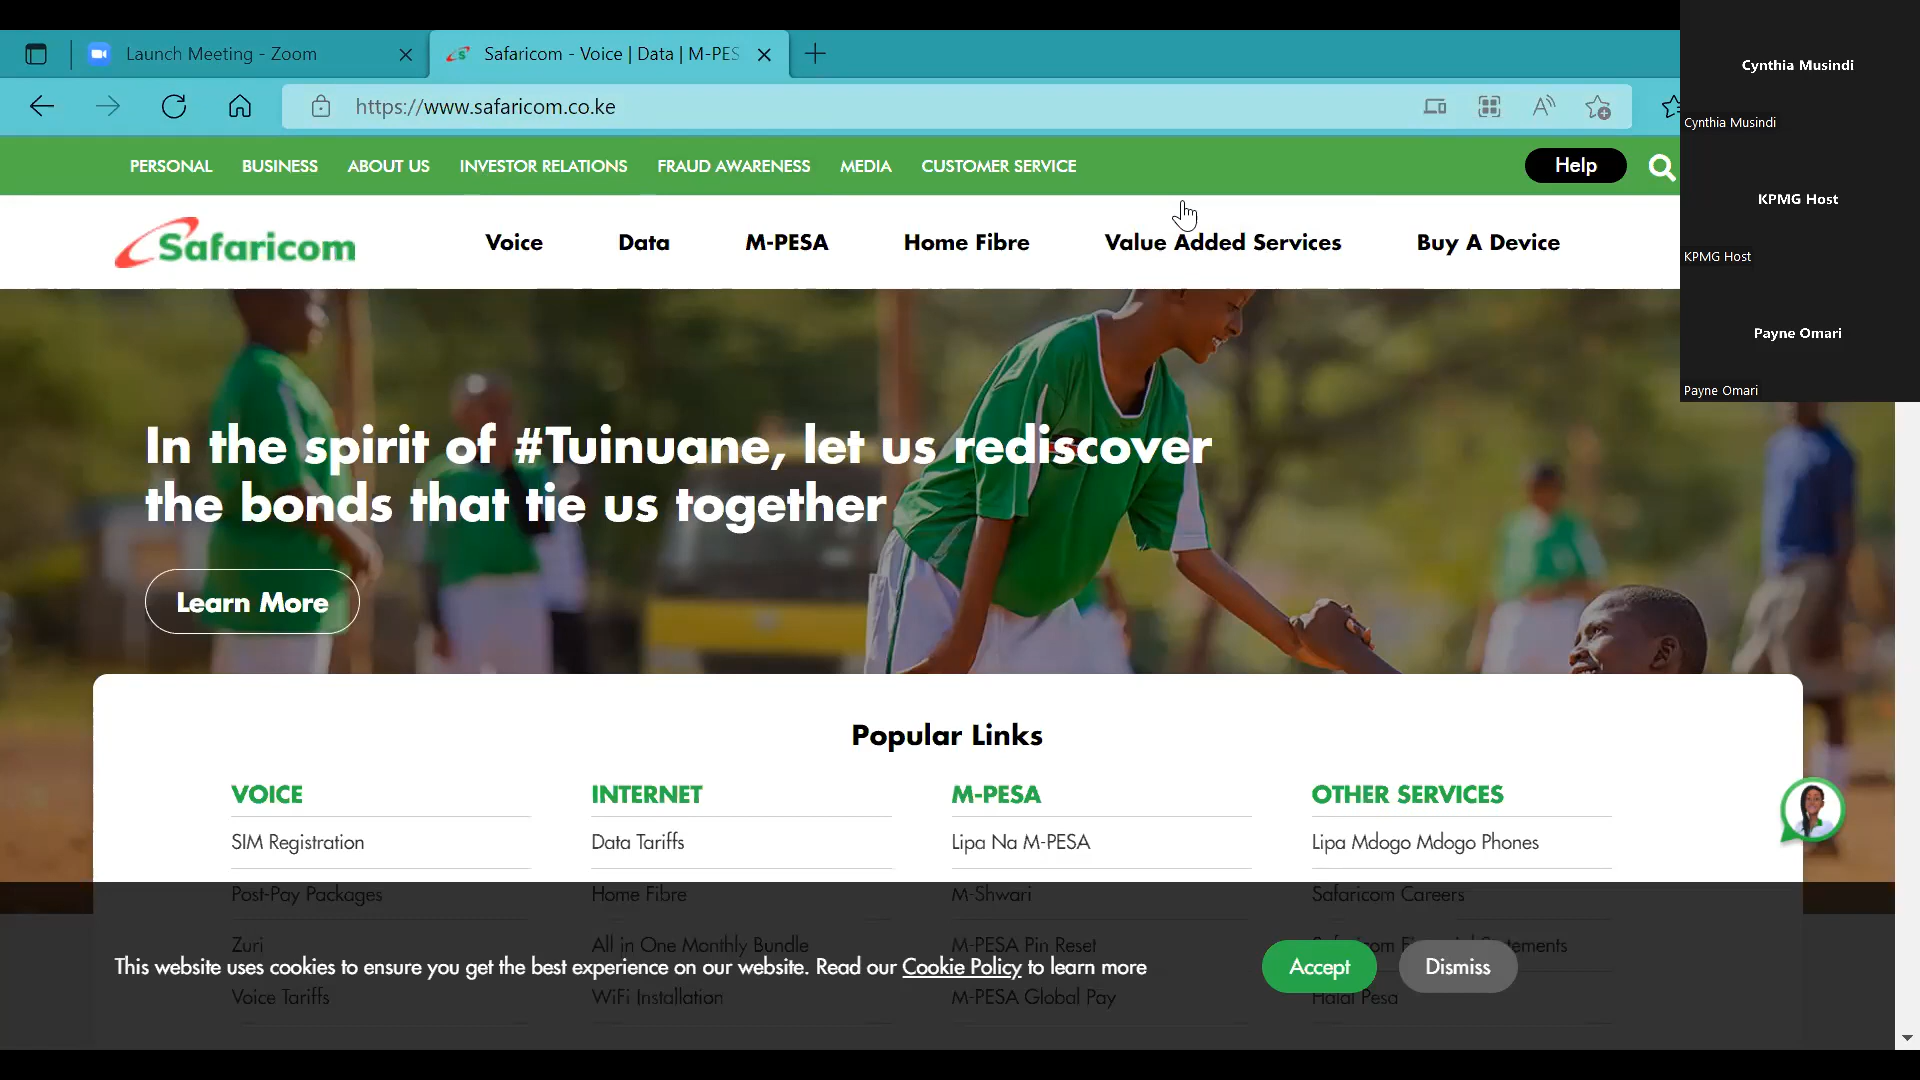 Launch Meeting - Zoom
Safaricom - Voice | Data | M-PES
https://www.safaricom.co.ke
Cynthia Musindi
Cynthia Musindi
KPMG Host
KPMG Host
Payne Omari
Payne Omari
PERSONAL BUSINESS ABOUT US INVESTOR RELATIONS FRAUD AWARENESS MEDIA CUSTOMER SERVICE
Help
Safaricom
Voice Data M-PESA Home Fibre Value Added Services Buy A Device
In the spirit of #Tuinuane, let us rediscover
the bonds that tie us together
Learn More
Popular Links
VOICE INTERNET M-PESA OTHER SERVICES
SIM Registration Data Tariffs Lipa Na M-PESA Lipa Mdogo Mdogo Phones
Post-Pay Packages Home Fibre M-Shwari Safaricom Careers
Zuri All in One Monthly Bundle M-PESA Pin Reset
This website uses cookies to ensure you get the best experience on our website. Read our Cookie Policy to learn more
Accept Dismiss
Voice Tariffs WiFi Installation M-PESA Global Pay Halal Pesa